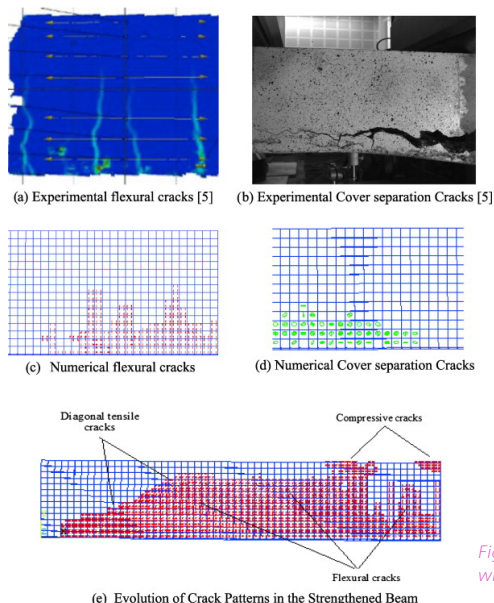 (a) Experimental flexural cracks [5]
(b) Experimental Cover separation Cracks [5]
(c) Numerical flexural cracks
(d) Numerical Cover separation Cracks
Diagonal tensile
cracks
Compressive cracks
Flexural cracks
(e) Evolution of Crack Patterns in the Strengthened Beam
Fig